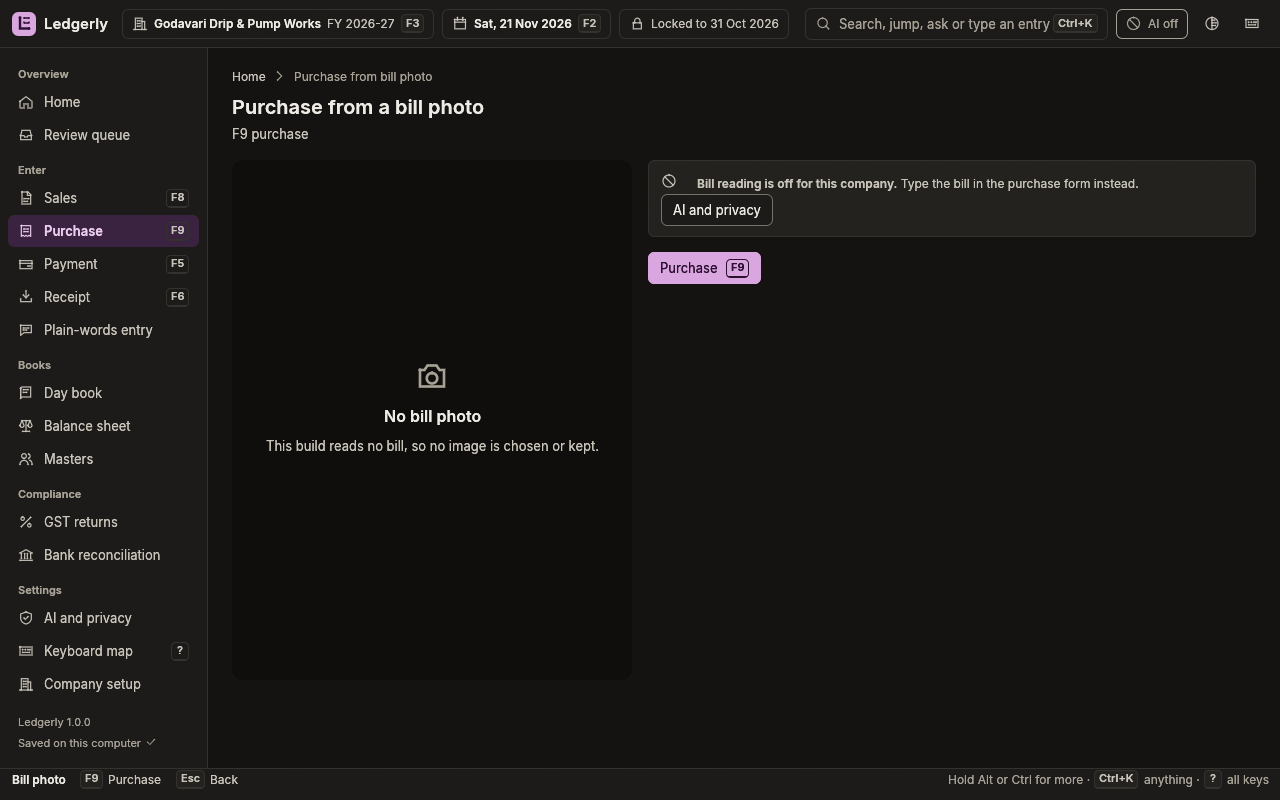 Ledgerly
Godavari Drip & Pump Works FY 2026-27 F3
Sat, 21 Nov 2026 F2
Locked to 31 Oct 2026
Search, jump, ask or type an entry Ctrl+K
AI off
Overview
Home
Review queue
Enter
Sales F8
Purchase F9
Payment F5
Receipt F6
Plain-words entry
Books
Day book
Balance sheet
Masters
Compliance
GST returns
Bank reconciliation
Settings
AI and privacy
Keyboard map ?
Company setup
Ledgerly 1.0.0
Saved on this computer
Home > Purchase from bill photo
Purchase from a bill photo
F9 purchase
No bill photo
This build reads no bill, so no image is chosen or kept.
Bill reading is off for this company. Type the bill in the purchase form instead.
AI and privacy
Purchase F9
Bill photo F9 Purchase Esc Back
Hold Alt or Ctrl for more · Ctrl+K anything · ? all keys